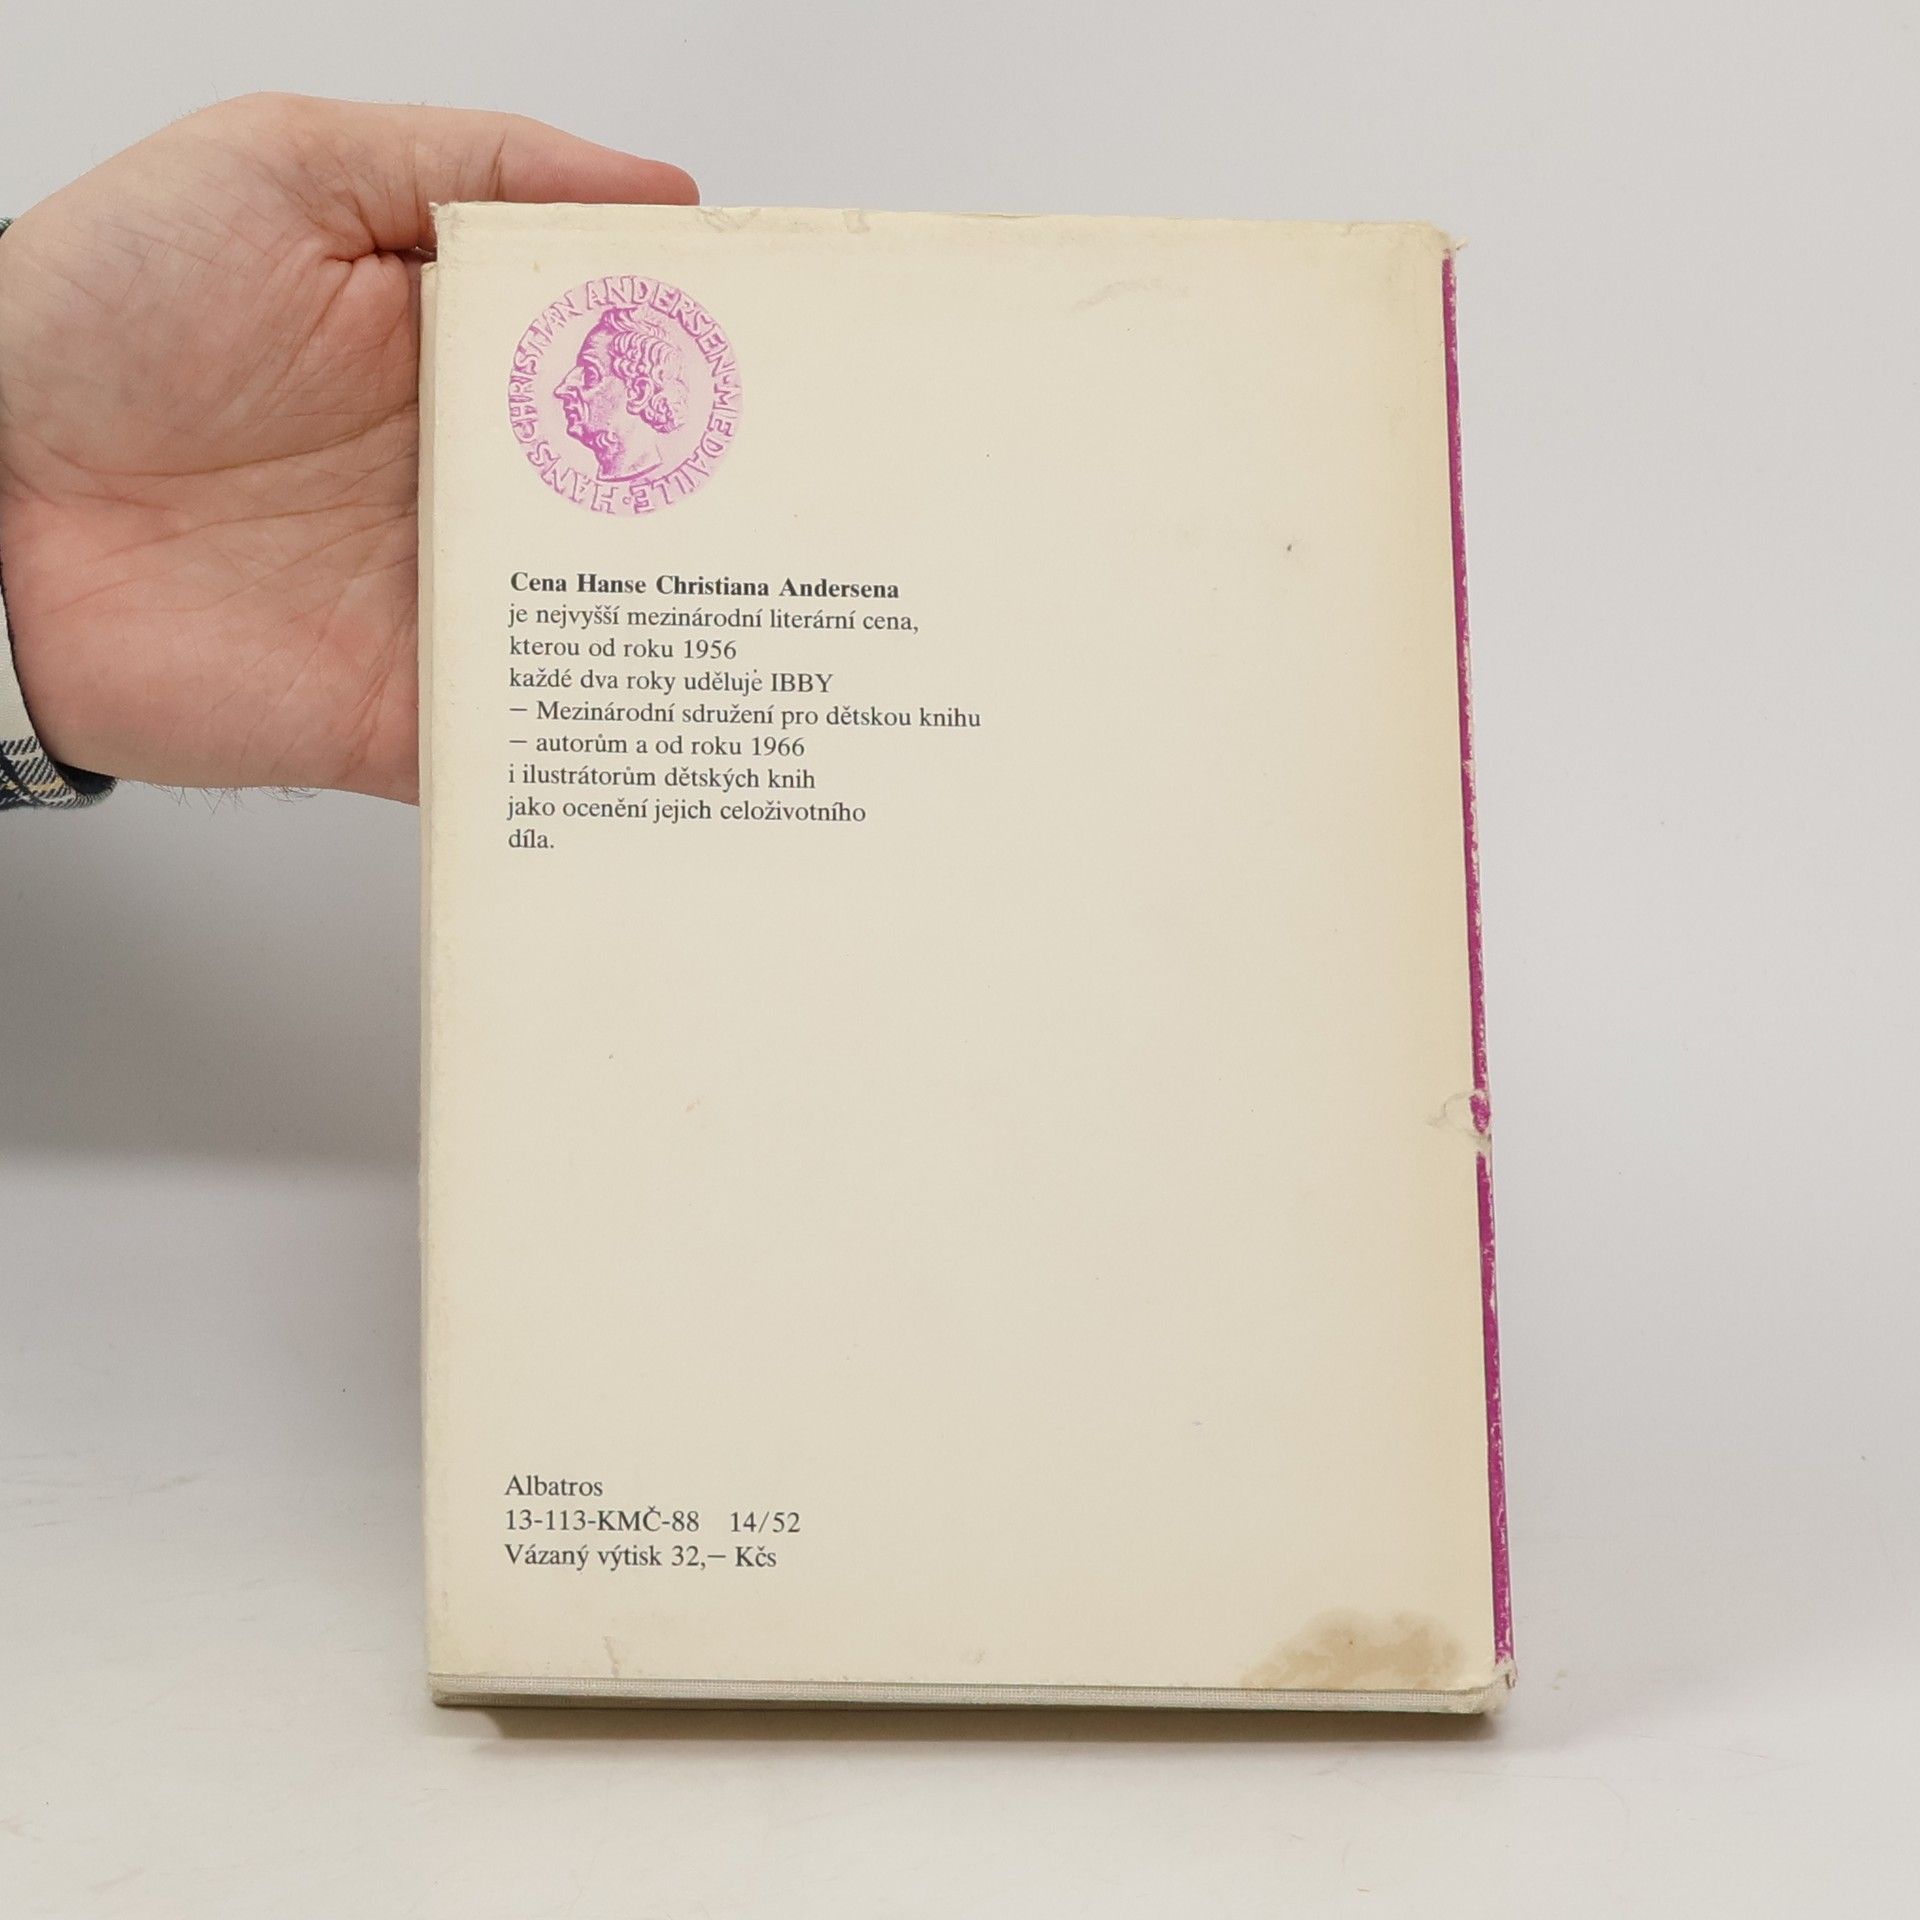 HANS CHRISTIAN ANDERSEN-MEDAILLE·
Cena Hanse Christiana Andersena
je nejvyšší mezinárodní literární cena,
kterou od roku 1956
každé dva roky uděluje IBBY
— Mezinárodní sdružení pro dětskou knihu
— autorům a od roku 1966
i ilustrátorům dětských knih
jako ocenění jejich celoživotního
díla.
Albatros
13-113-KMČ-88 14/52
Vázaný výtisk 32,— Kčs